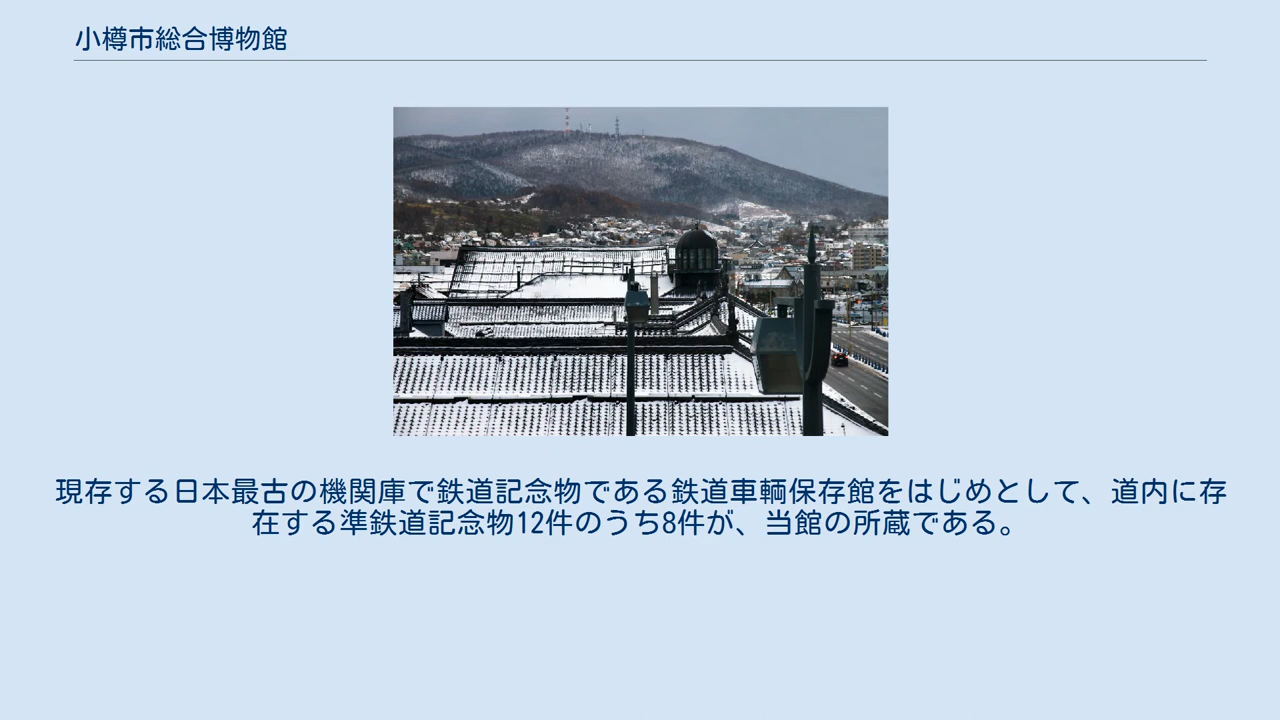 小樽市総合博物館
現存する日本最古の機関庫で鉄道記念物である鉄道車輌保存館をはじめとして、道内に存
在する準鉄道記念物12件のうち8件が、当館の所蔵である。